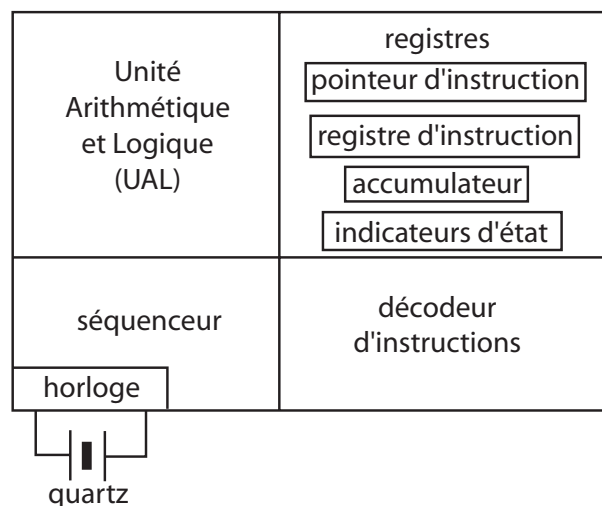 Unité
Arithmétique
et Logique
(UAL)
registres
pointeur d'instruction
registre d'instruction
accumulateur
indicateurs d'état
séquenceur
horloge
décodeur
d'instructions
quartz